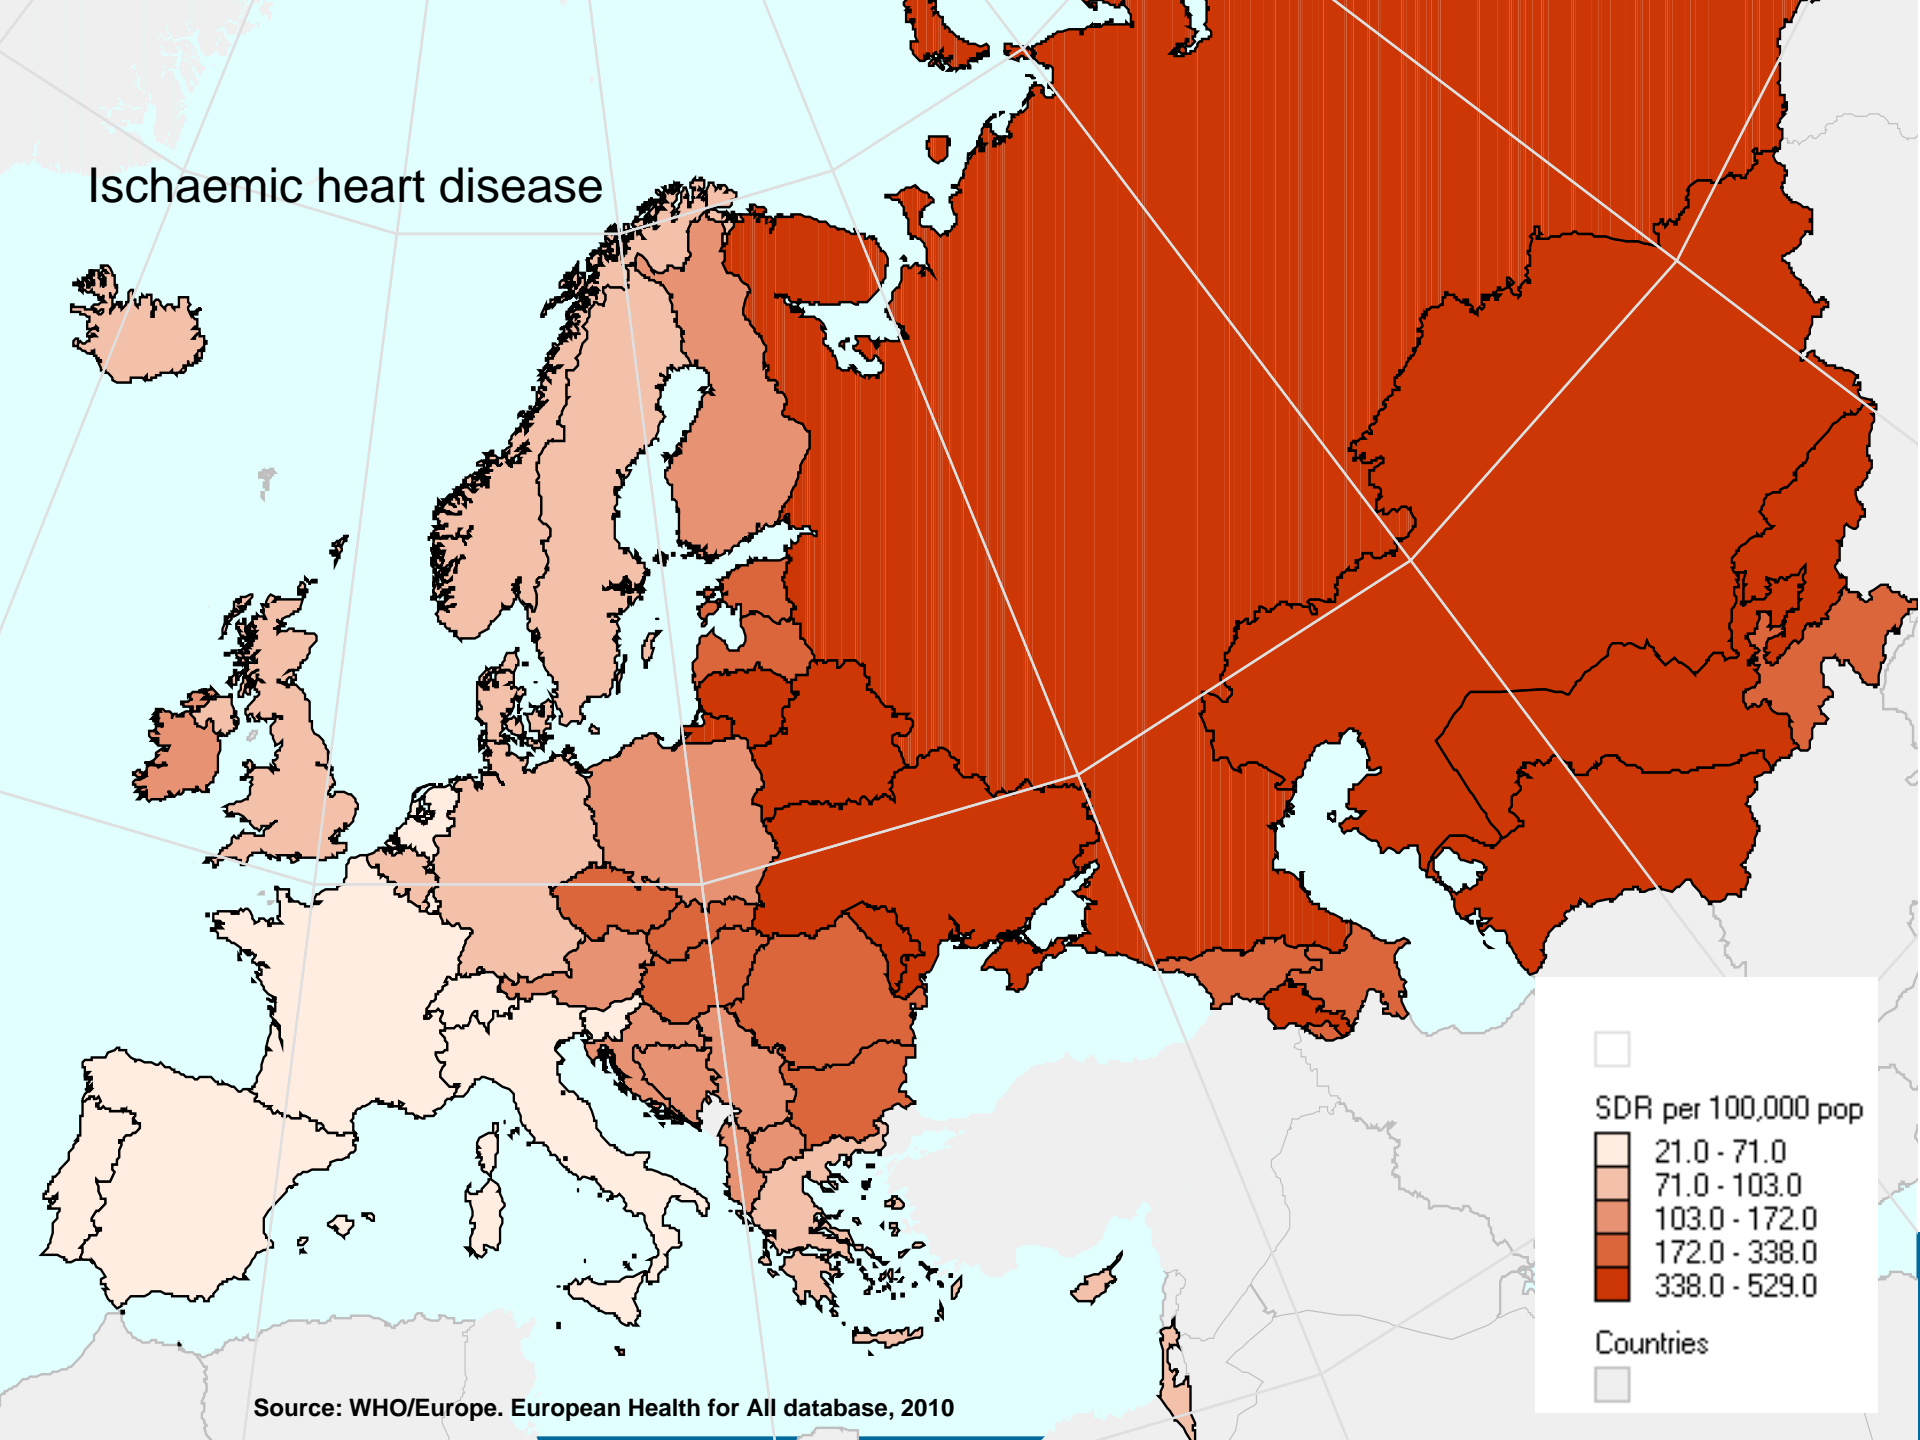 Ischaemic heart disease
SDR per 100,000 pop
21.0 - 71.0
71.0 - 103.0
103.0 - 172.0
172.0 - 338.0
338.0 - 529.0
Countries
Source: WHO/Europe. European Health for All database, 2010